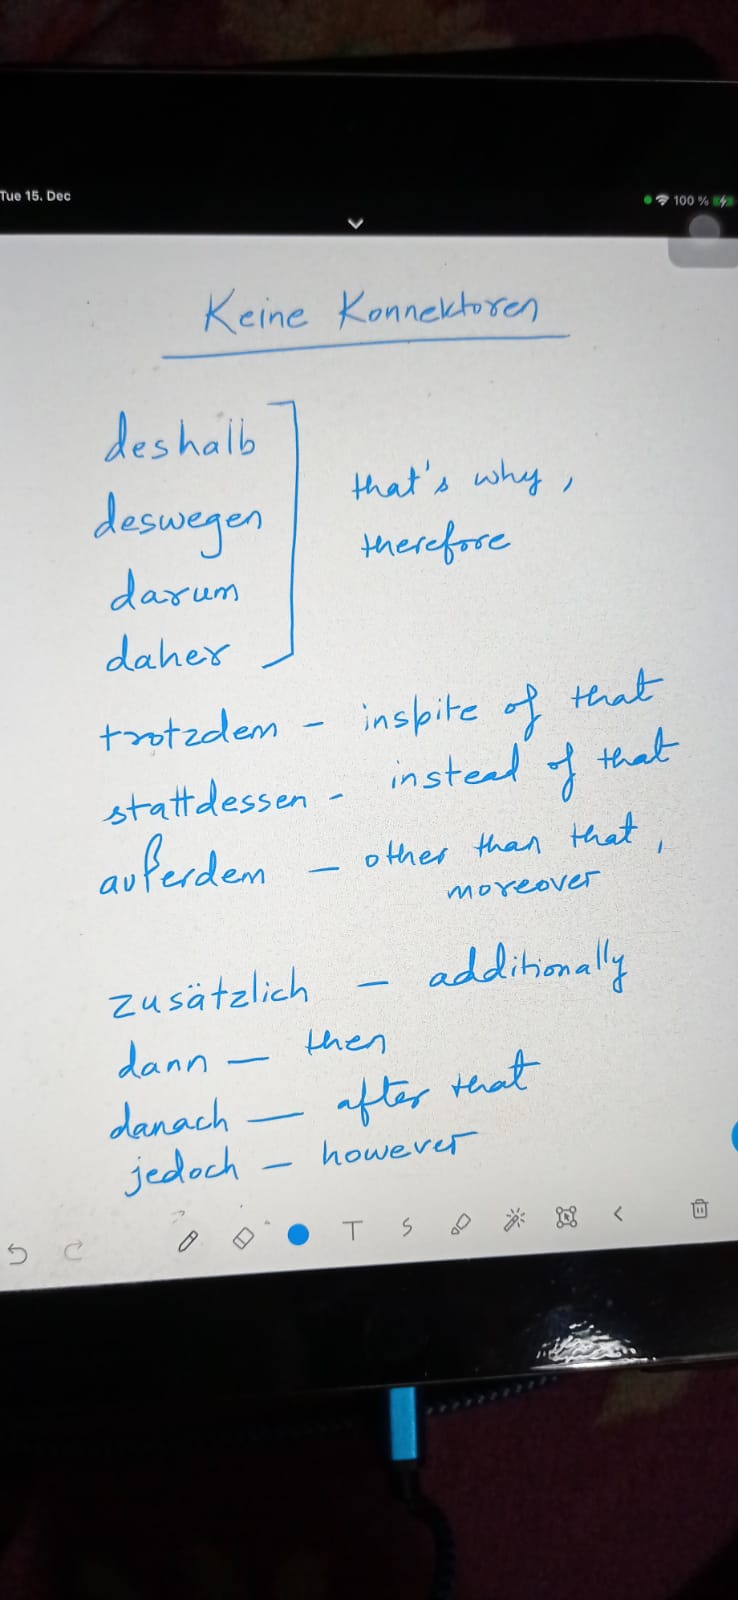 Tue 15. Dec
100 %
Keine Konnektoren
deshalb
that's why,
deswegen
therefore
darum
daher
trotzdem - inspite of that
stattdessen - instead of that
außerdem - other than that,
moreover
zusätzlich - additionally
dann - then
danach - after that
jedoch - however
T